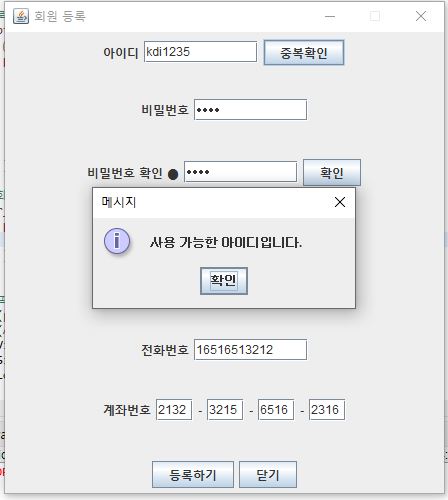 회원 등록
아이디 kdi1235 중복확인
비밀번호 ••••
비밀번호 확인 ● •••• 확인
메시지
사용 가능한 아이디입니다.
확인
전화번호 16516513212
계좌번호 2132 - 3215 - 6516 - 2316
등록하기 닫기